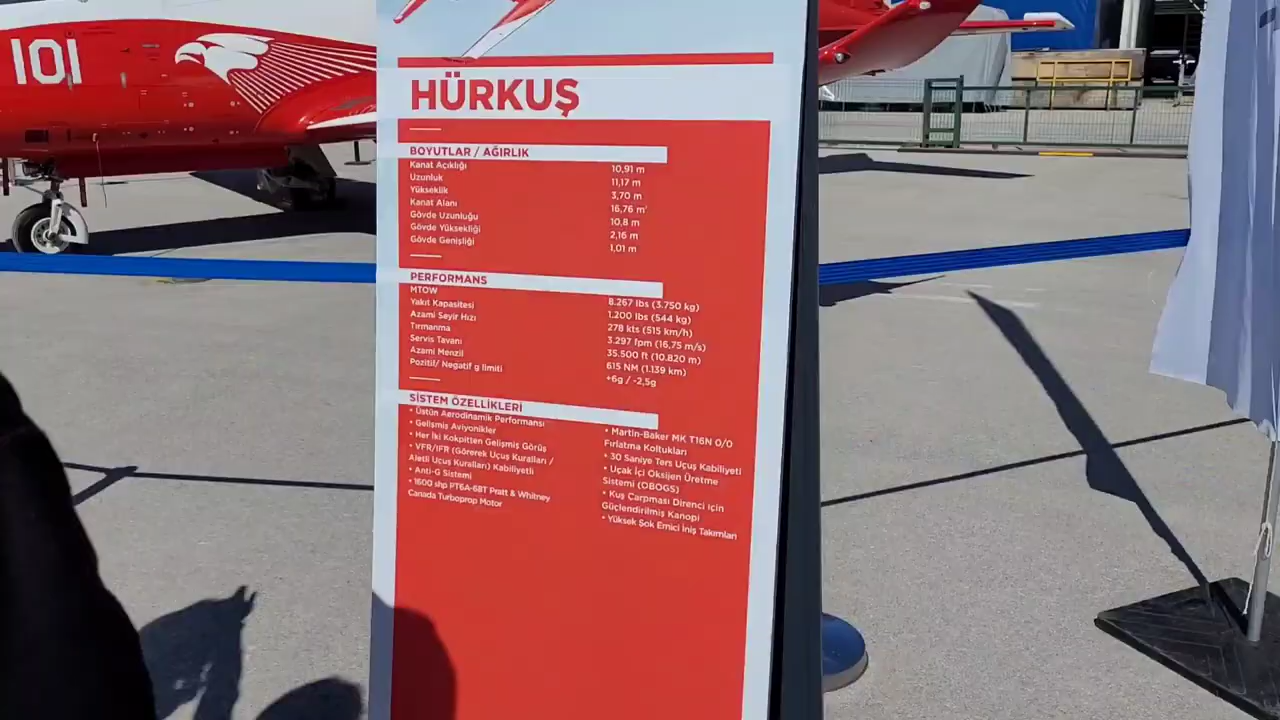 101
HÜRKUŞ
BOYUTLAR / AĞIRLIK
Kanat Açıklığı 10,91 m
Uzunluk 11,17 m
Yükseklik 3,70 m
Kanat Alanı 16,76 m²
Gövde Uzunluğu 10,8 m
Gövde Yüksekliği 2,16 m
Gövde Genişliği 1,01 m
PERFORMANS
MTOW 8.267 lbs (3.750 kg)
Yakıt Kapasitesi 1.200 lbs (544 kg)
Azami Seyir Hızı 278 kts (515 km/h)
Tırmanma 3.297 fpm (16,75 m/s)
Servis Tavanı 35.500 ft (10.820 m)
Azami Menzil 615 NM (1.139 km)
Pozitif/ Negatif g limiti +6g / -2,5g
SİSTEM ÖZELLİKLERİ
• Üstün Aerodinamik Performansı
• Gelişmiş Aviyonikler
• Her İki Kokpitten Gelişmiş Görüş
• VFR/IFR (Görerek Uçuş Kuralları /
Aletli Uçuş Kuralları) Kabiliyetli
• Anti-G Sistemi
• 1600 shp PT6A-68T Pratt & Whitney
Canada Turboprop Motor
• Martin-Baker MK T16N 0/0
Fırlatma Koltukları
• 30 Saniye Ters Uçuş Kabiliyeti
• Uçak İçi Oksijen Üretme
Sistemi (OBOGS)
• Kuş Çarpması Direnci için
Güçlendirilmiş Kanopi
• Yüksek Şok Emici İniş Takımları